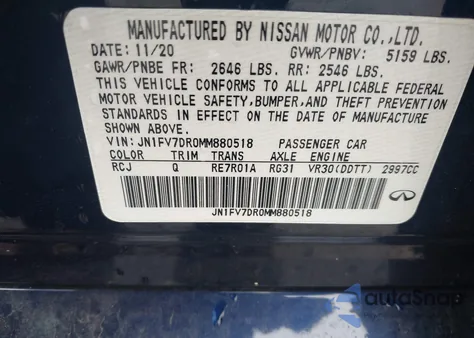 MANUFACTURED BY NISSAN MOTOR CO.,LTD.
DATE: 11/20 GVWR/PNBV: 5159 LBS.
GAWR/PNBE FR: 2646 LBS. RR: 2546 LBS.
THIS VEHICLE CONFORMS TO ALL APPLICABLE FEDERAL
MOTOR VEHICLE SAFETY,BUMPER,AND THEFT PREVENTION
STANDARDS IN EFFECT ON THE DATE OF MANUFACTURE
SHOWN ABOVE.
VIN: JN1FV7DR0MM880518 PASSENGER CAR
COLOR TRIM TRANS AXLE ENGINE
RCJ Q RE7R01A RG31 VR30(DDTT) 2997CC
JN1FV7DR0MM880518
autoSnap